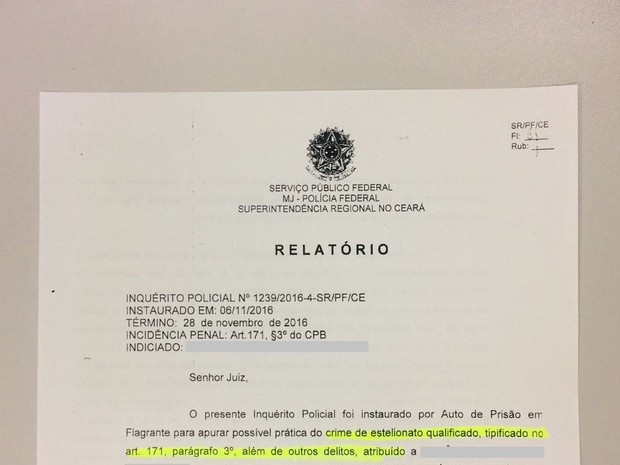 SR/PF/CE
Fl:
Rub:
SERVIÇO PÚBLICO FEDERAL
MJ - POLÍCIA FEDERAL
SUPERINTENDÊNCIA REGIONAL NO CEARÁ
RELATÓRIO
INQUÉRITO POLICIAL Nº 1239/2016-4-SR/PF/CE
INSTAURADO EM: 06/11/2016
TÉRMINO: 28 de novembro de 2016
INCIDÊNCIA PENAL: Art.171, §3º do CPB
INDICIADO:
Senhor Juiz,
O presente Inquérito Policial foi instaurado por Auto de Prisão em
Flagrante para apurar possível prática do crime de estelionato qualificado, tipificado no
art. 171, parágrafo 3º, além de outros delitos, atribuído a